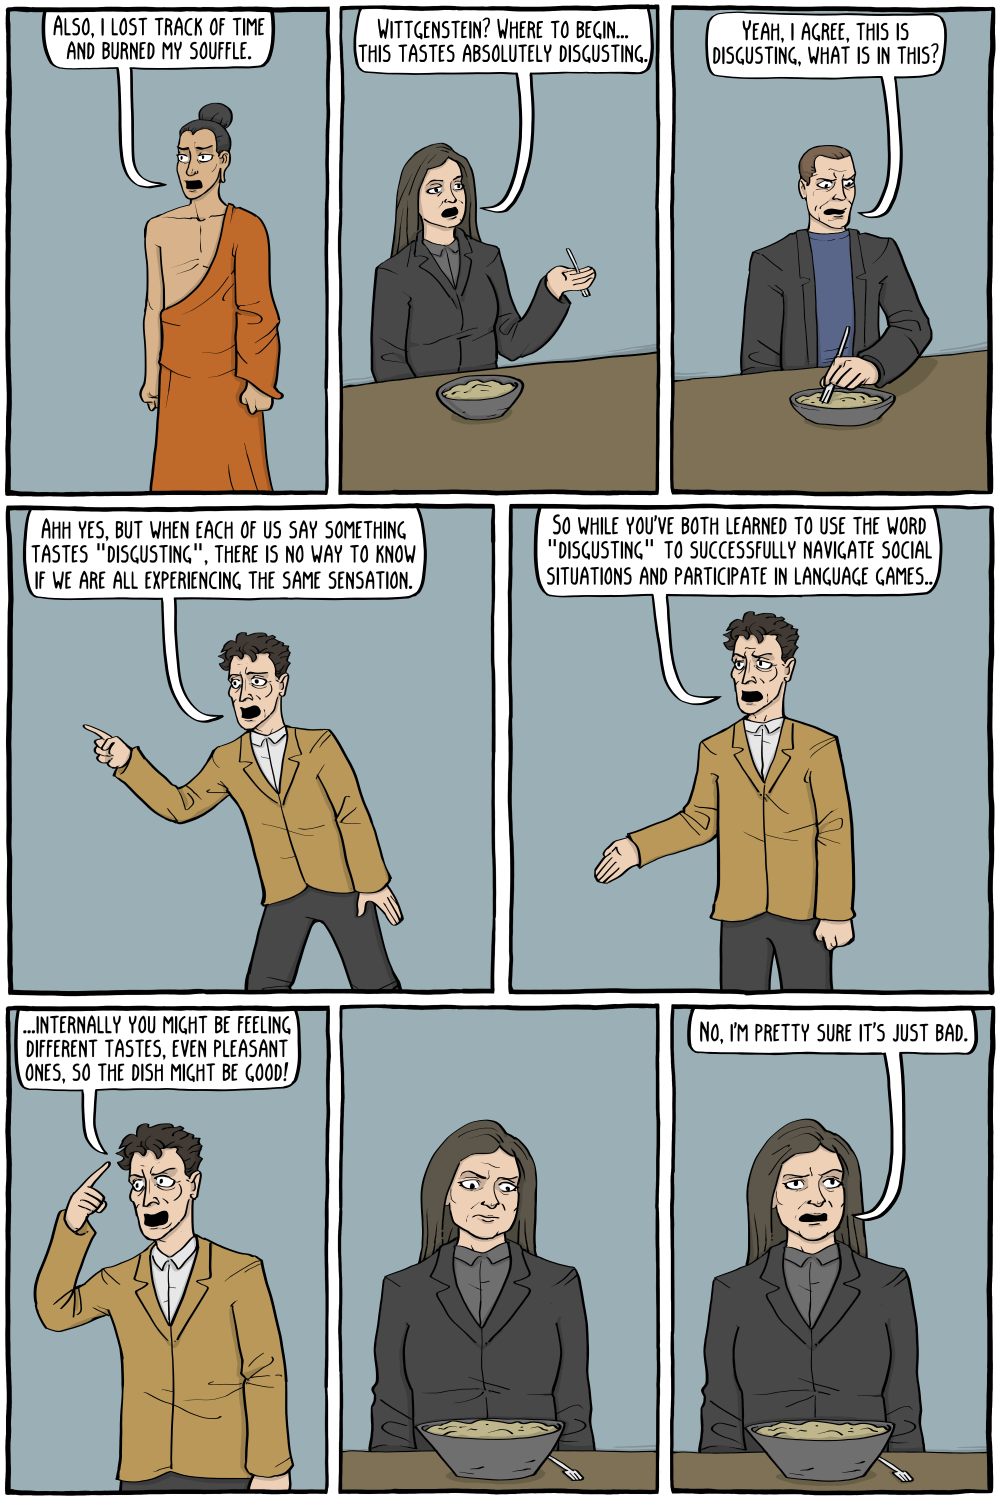 Also, I lost track of time
and burned my souffle.
Wittgenstein? Where to begin...
this tastes absolutely disgusting.
Yeah, I agree, this is
disgusting, what is in this?
Ahh yes, but when each of us say something
tastes "disgusting", there is no way to know
if we are all experiencing the same sensation.
So while you've both learned to use the word
"disgusting" to successfully navigate social
situations and participate in language games..
...internally you might be feeling
different tastes, even pleasant
ones, so the dish might be good!
No, I'm pretty sure it's just bad.